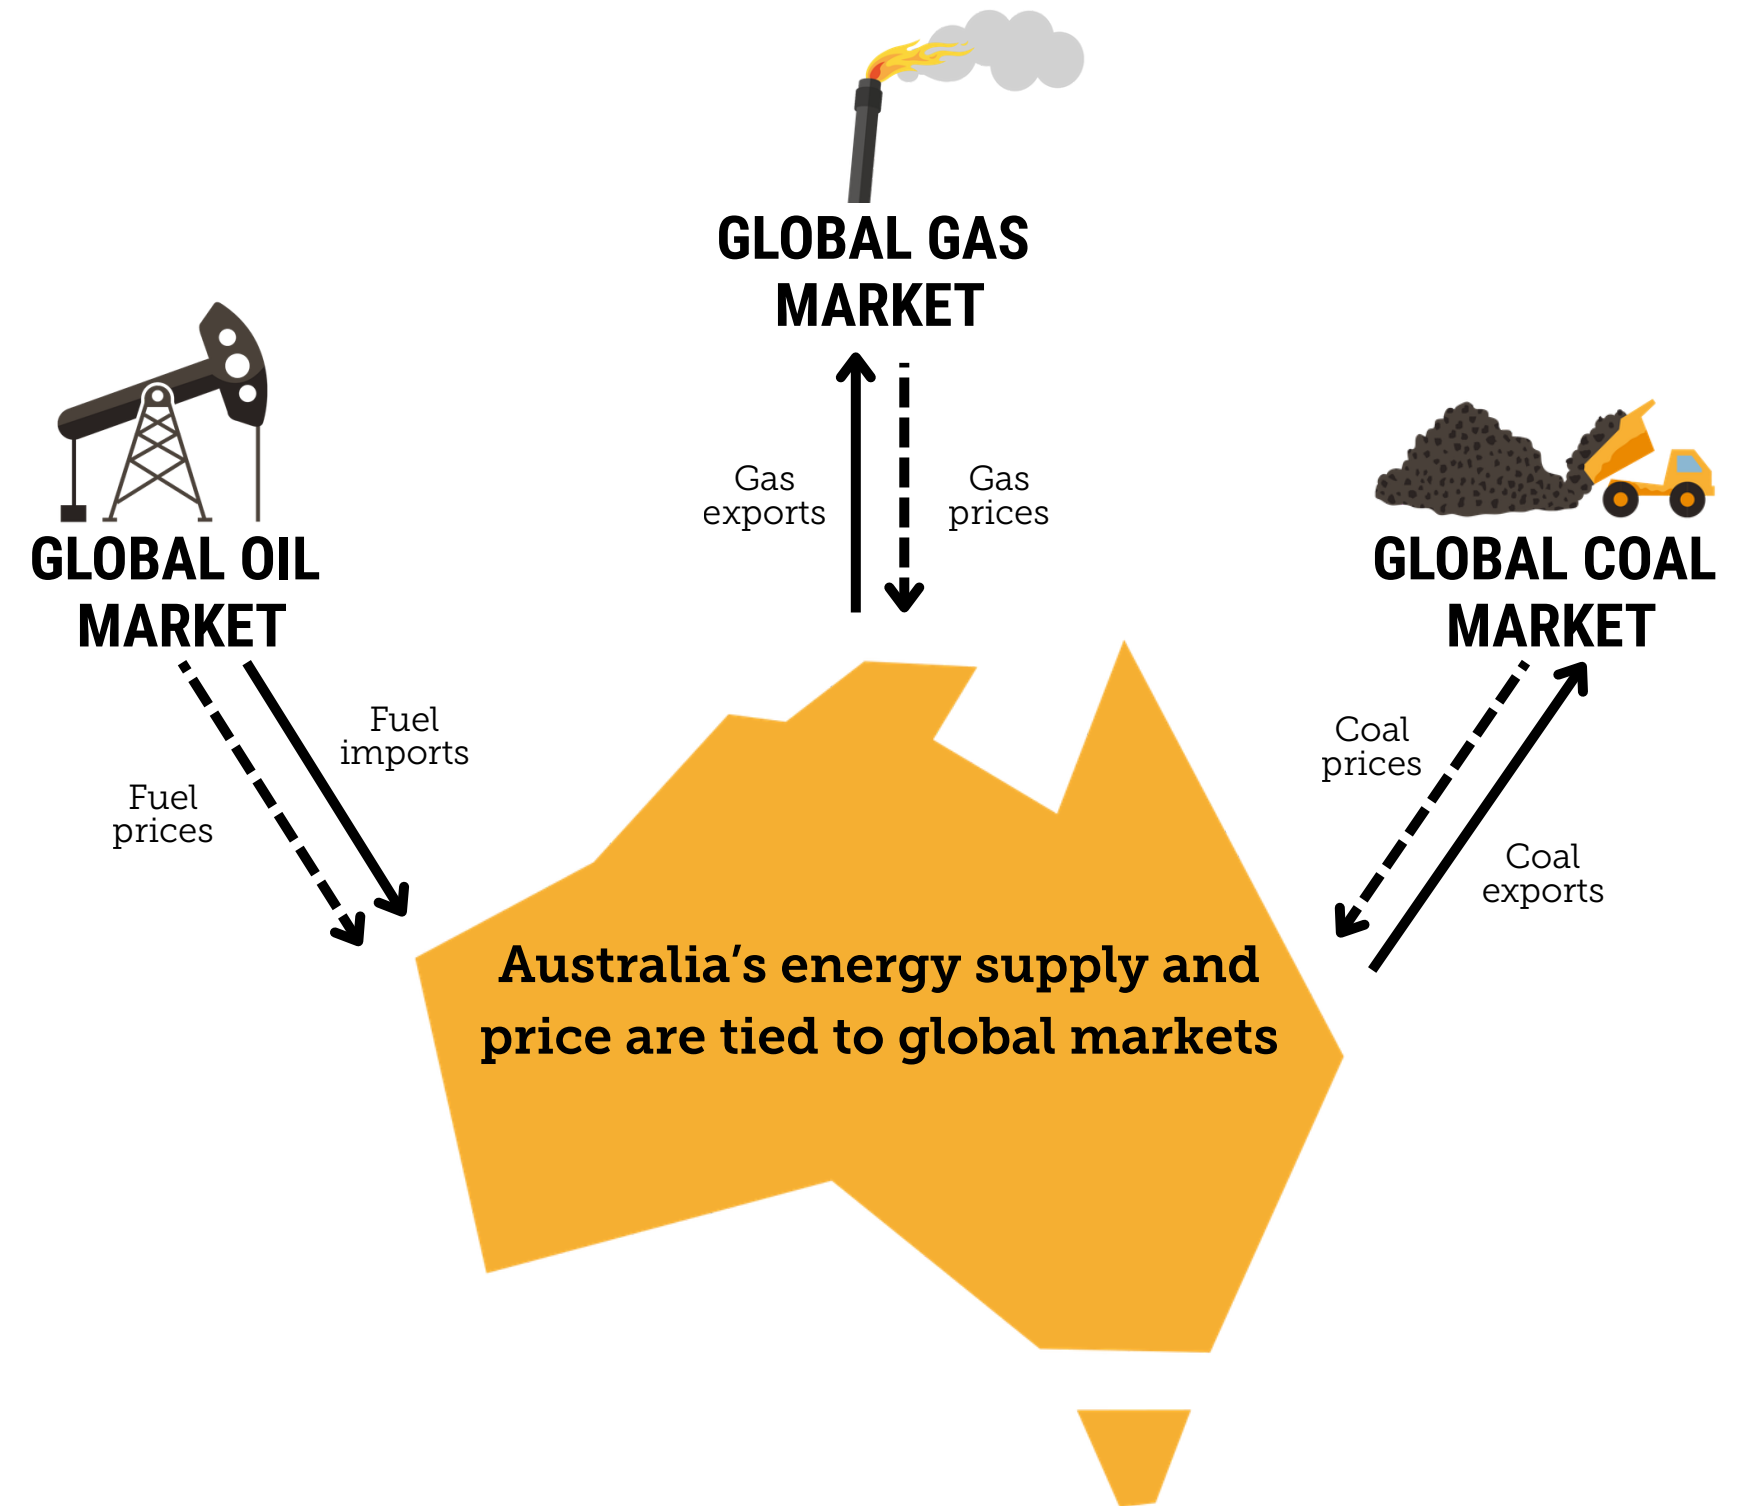 GLOBAL GAS
MARKET
Gas
exports
Gas
prices
GLOBAL OIL
MARKET
Fuel
imports
Fuel
prices
GLOBAL COAL
MARKET
Coal
prices
Coal
exports
Australia’s energy supply and
price are tied to global markets